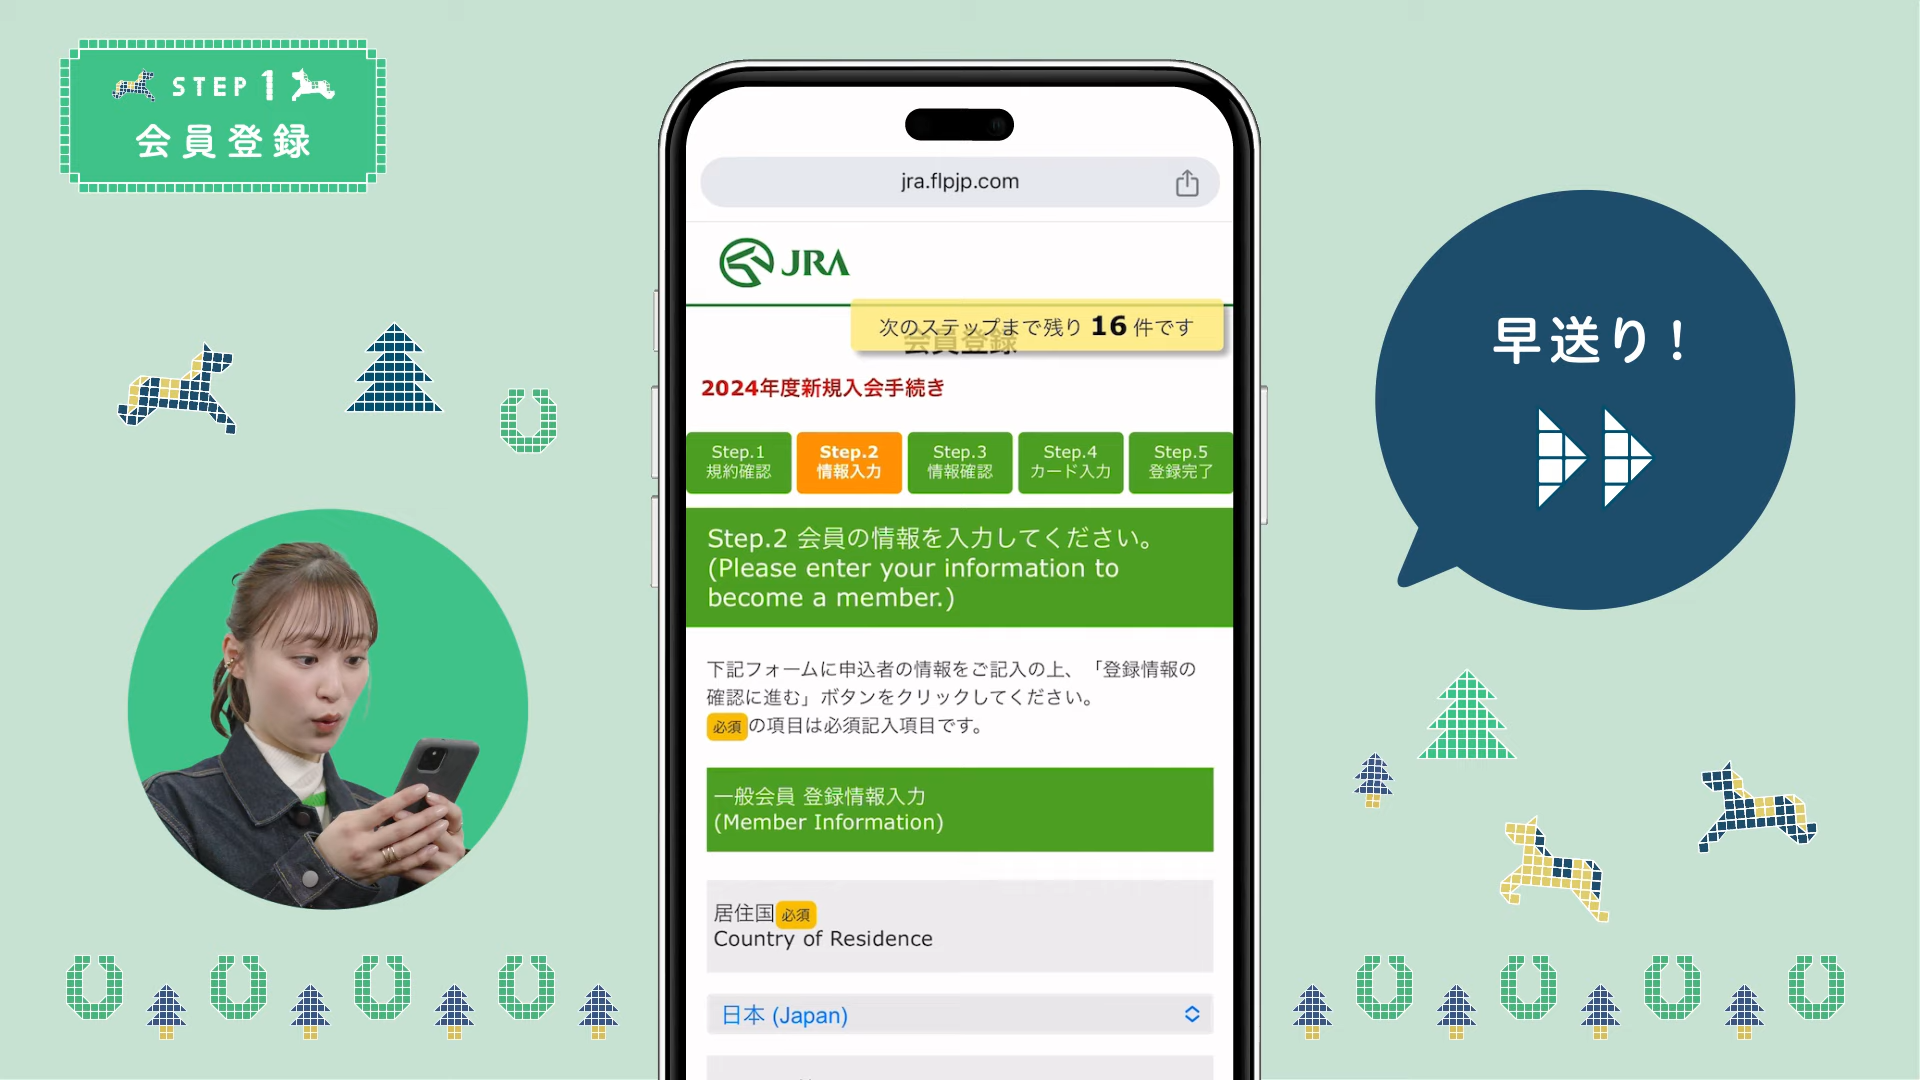 STEP 1
会員登録
jra.flpjp.com
JRA
次のステップまで残り 16 件です
会員登録
2024年度新規入会手続き
Step.1
規約確認
Step.2
情報入力
Step.3
情報確認
Step.4
カード入力
Step.5
登録完了
Step.2 会員の情報を入力してください。
(Please enter your information to
become a member.)
下記フォームに申込者の情報をご記入の上、「登録情報の
確認に進む」ボタンをクリックしてください。
必須の項目は必須記入項目です。
一般会員 登録情報入力
(Member Information)
居住国必須
Country of Residence
日本 (Japan)
早送り！